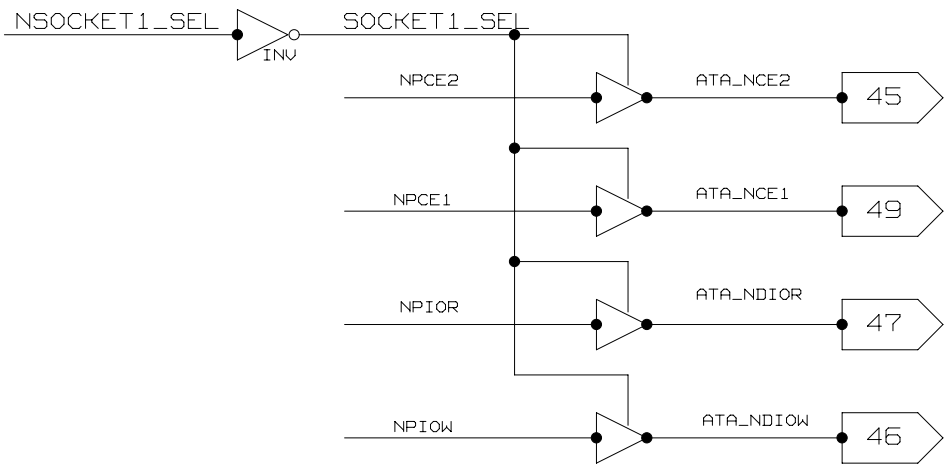 NSOCKET1_SEL
SOCKET1_SEL
INV
NPCE2
ATA_NCE2
45
NPCE1
ATA_NCE1
49
NPIOR
ATA_NDIOR
47
NPIOW
ATA_NDIOW
46